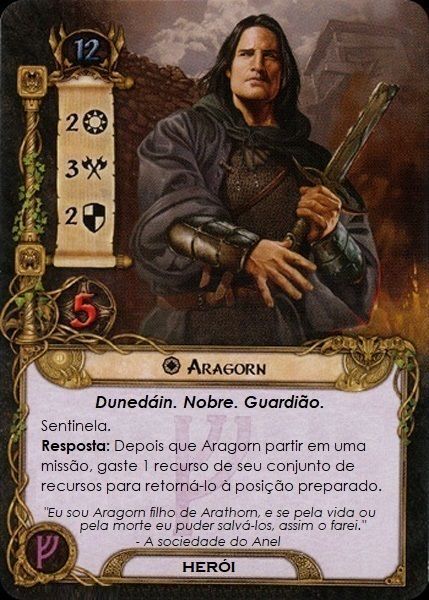 12
2
3
2
5
ARAGORN
Dunedáin. Nobre. Guardião.
Sentinela.
Resposta: Depois que Aragorn partir em uma
missão, gaste 1 recurso de seu conjunto de
recursos para retorná-lo à posição preparado.
"Eu sou Aragorn filho de Arathorn, e se pela vida ou
pela morte eu puder salvá-los, assim o farei."
- A sociedade do Anel
HERÓI